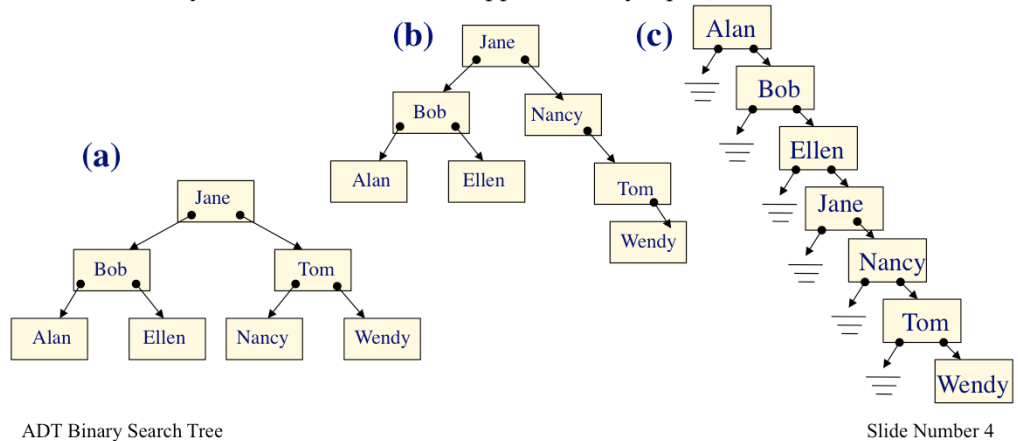 (a)
Jane
Bob
Tom
Alan
Ellen
Nancy
Wendy
(b)
Jane
Bob
Nancy
Alan
Ellen
Tom
Wendy
(c)
Alan
Bob
Ellen
Jane
Nancy
Tom
Wendy
ADT Binary Search Tree
Slide Number 4